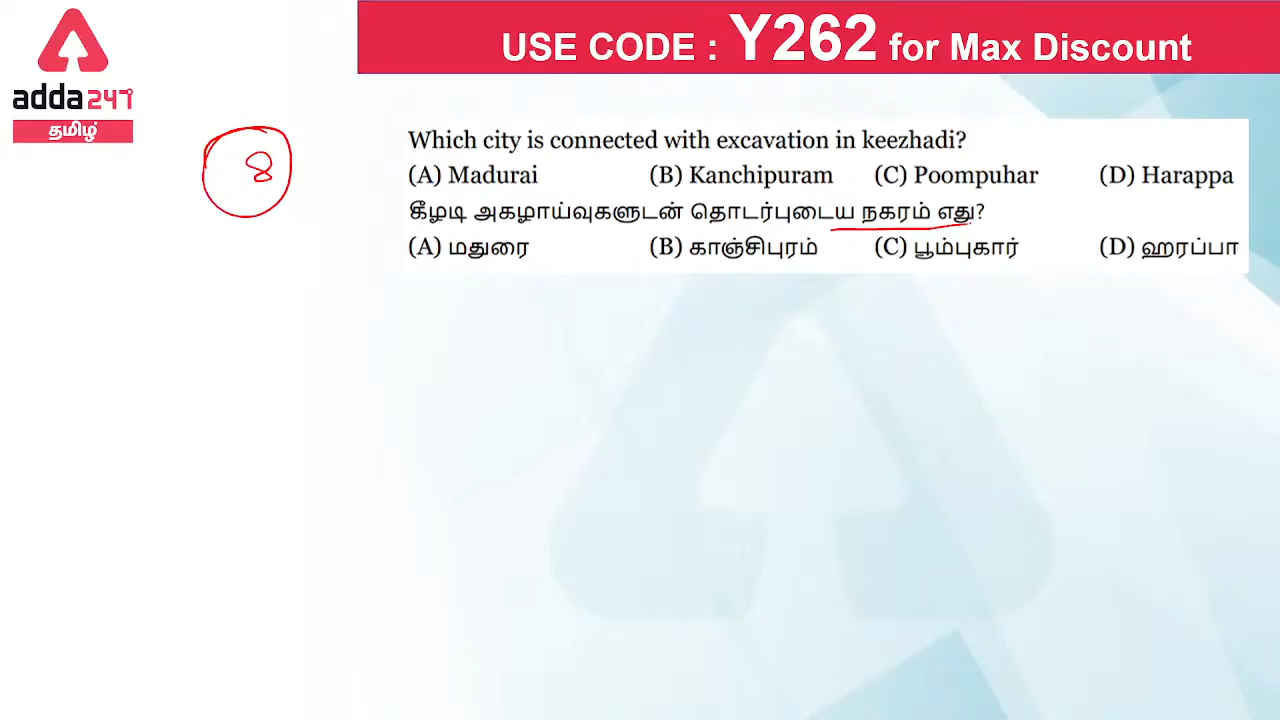 USE CODE : Y262 for Max Discount
adda247
தமிழ்
8
Which city is connected with excavation in keezhadi?
(A) Madurai (B) Kanchipuram (C) Poompuhar (D) Harappa
கீழடி அகழாய்வுகளுடன் தொடர்புடைய நகரம் எது?
(A) மதுரை (B) காஞ்சிபுரம் (C) பூம்புகார் (D) ஹரப்பா